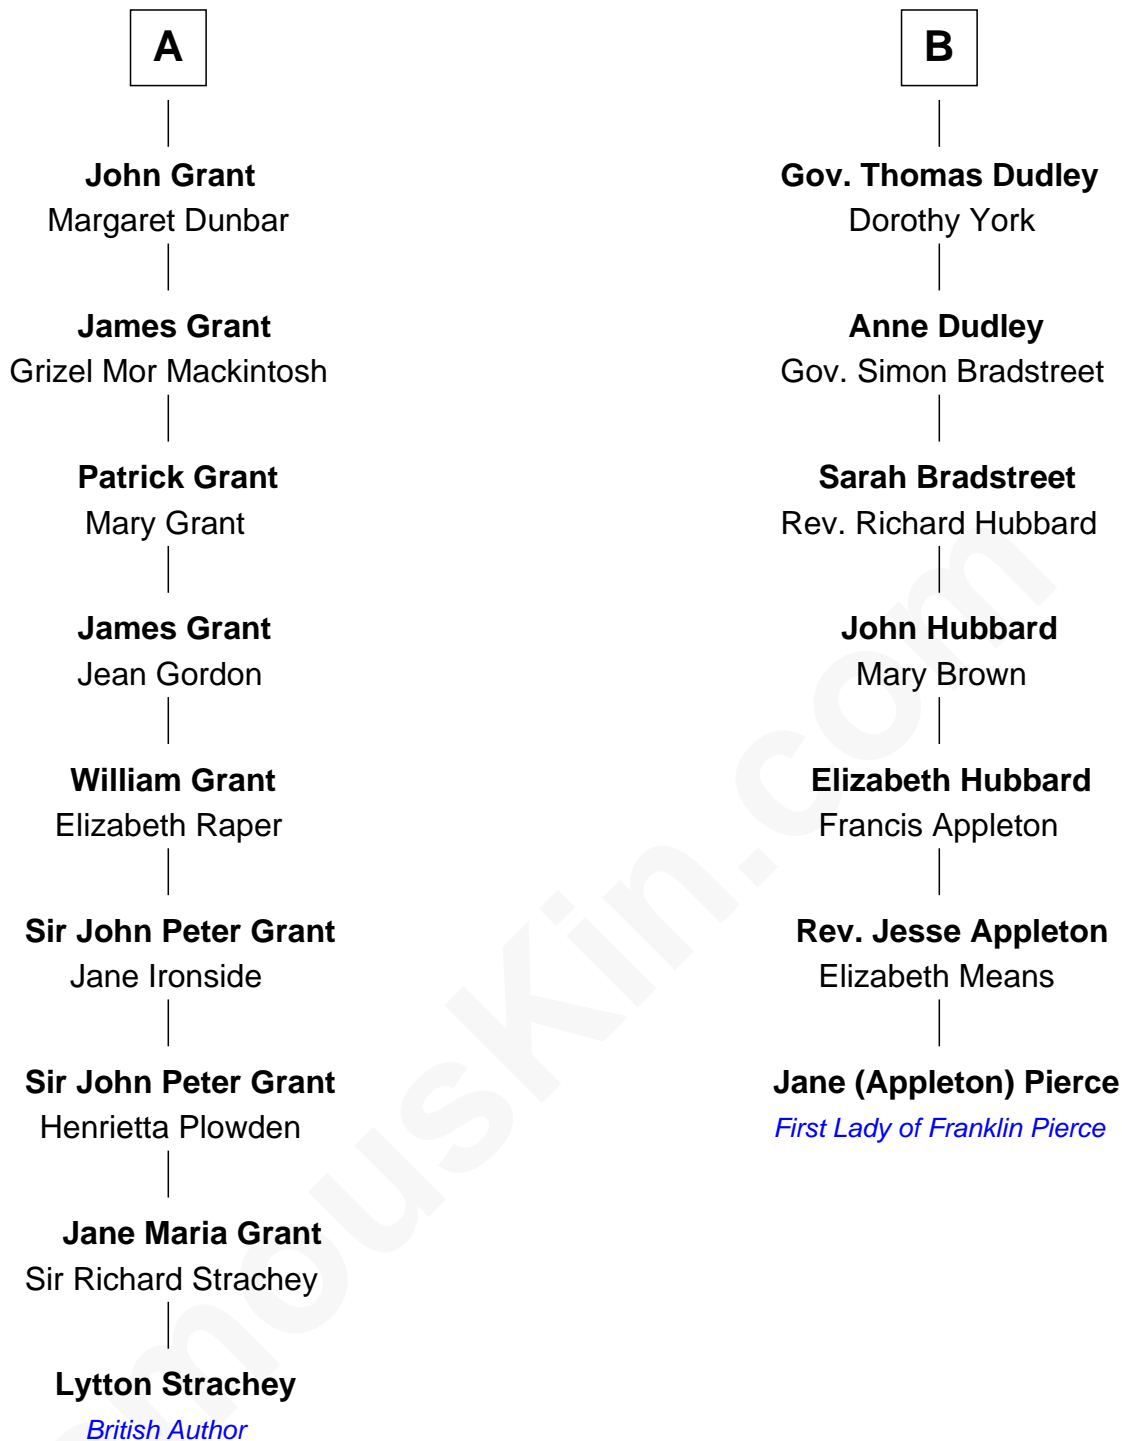 A
John Grant
Margaret Dunbar
James Grant
Grizel Mor Mackintosh
Patrick Grant
Mary Grant
James Grant
Jean Gordon
William Grant
Elizabeth Raper
Sir John Peter Grant
Jane Ironside
Sir John Peter Grant
Henrietta Plowden
Jane Maria Grant
Sir Richard Strachey
Lytton Strachey
British Author
B
Gov. Thomas Dudley
Dorothy York
Anne Dudley
Gov. Simon Bradstreet
Sarah Bradstreet
Rev. Richard Hubbard
John Hubbard
Mary Brown
Elizabeth Hubbard
Francis Appleton
Rev. Jesse Appleton
Elizabeth Means
Jane (Appleton) Pierce
First Lady of Franklin Pierce
mousKin.com